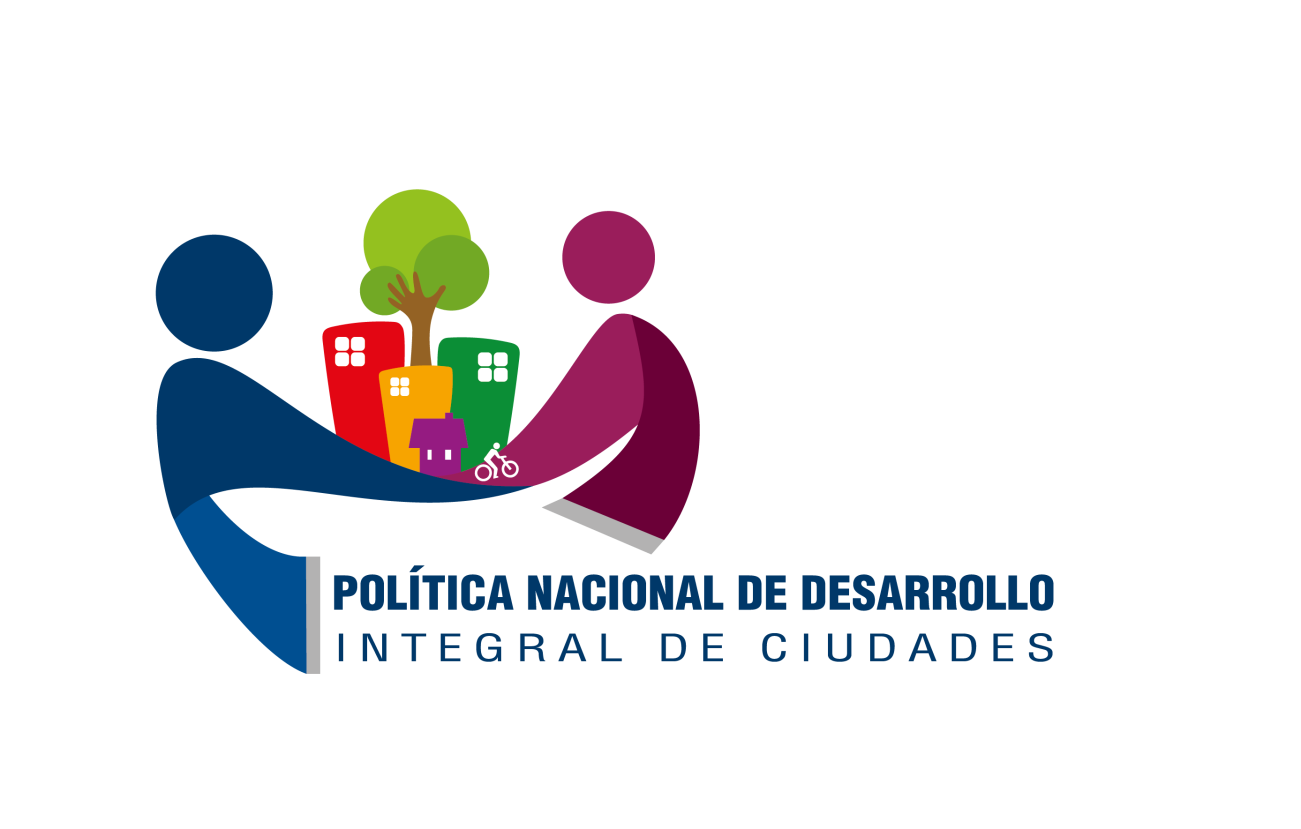 POLÍTICA NACIONAL DE DESARROLLO
INTEGRAL DE CIUDADES